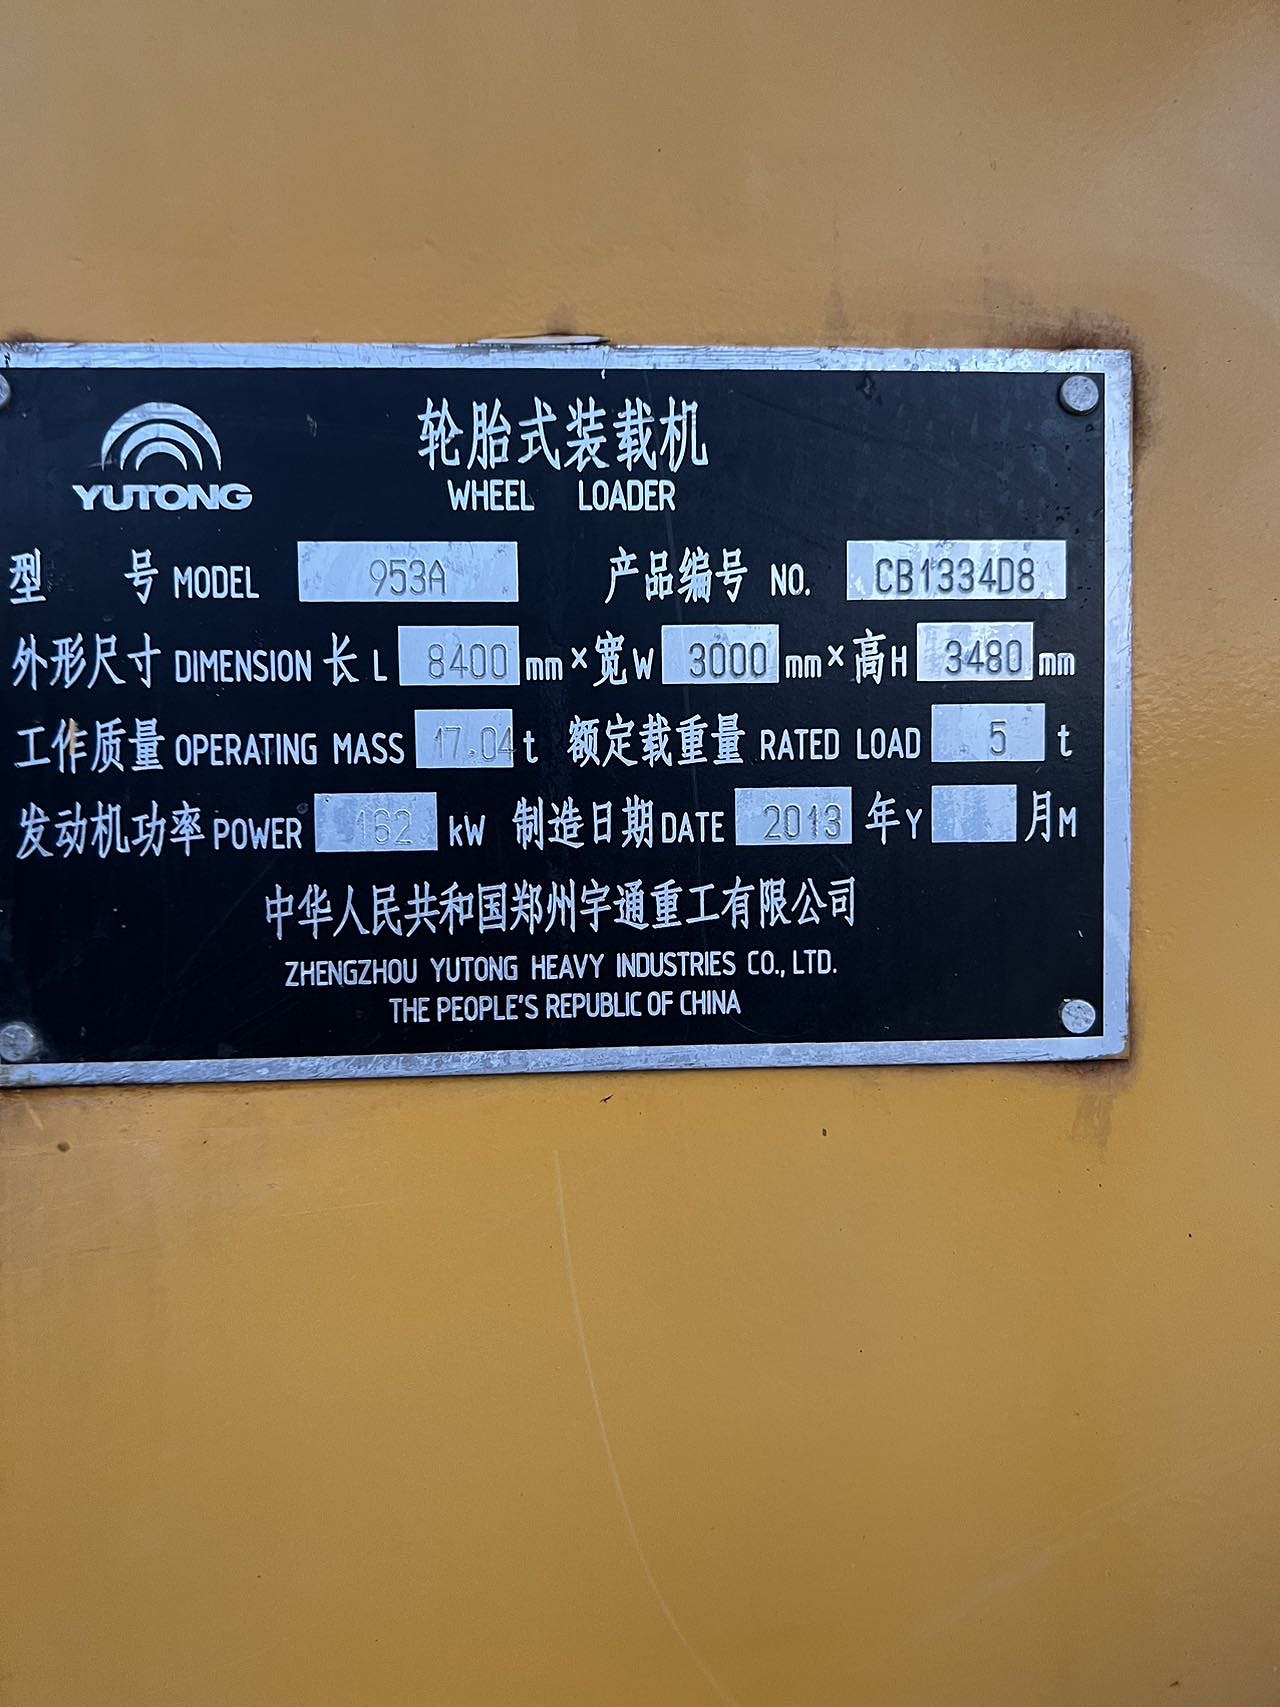 YUTONG
轮胎式装载机
WHEEL LOADER
型 号 MODEL 953A 产品编号 NO. CB1334D8
外形尺寸 DIMENSION 长 L 8400 mm × 宽 W 3000 mm × 高 H 3480 mm
工作质量 OPERATING MASS 17.04 t 额定载重量 RATED LOAD 5 t
发动机功率 POWER 162 kW 制造日期 DATE 2013 年 Y 月 M
中华人民共和国郑州宇通重工有限公司
ZHENGZHOU YUTONG HEAVY INDUSTRIES CO., LTD.
THE PEOPLE'S REPUBLIC OF CHINA